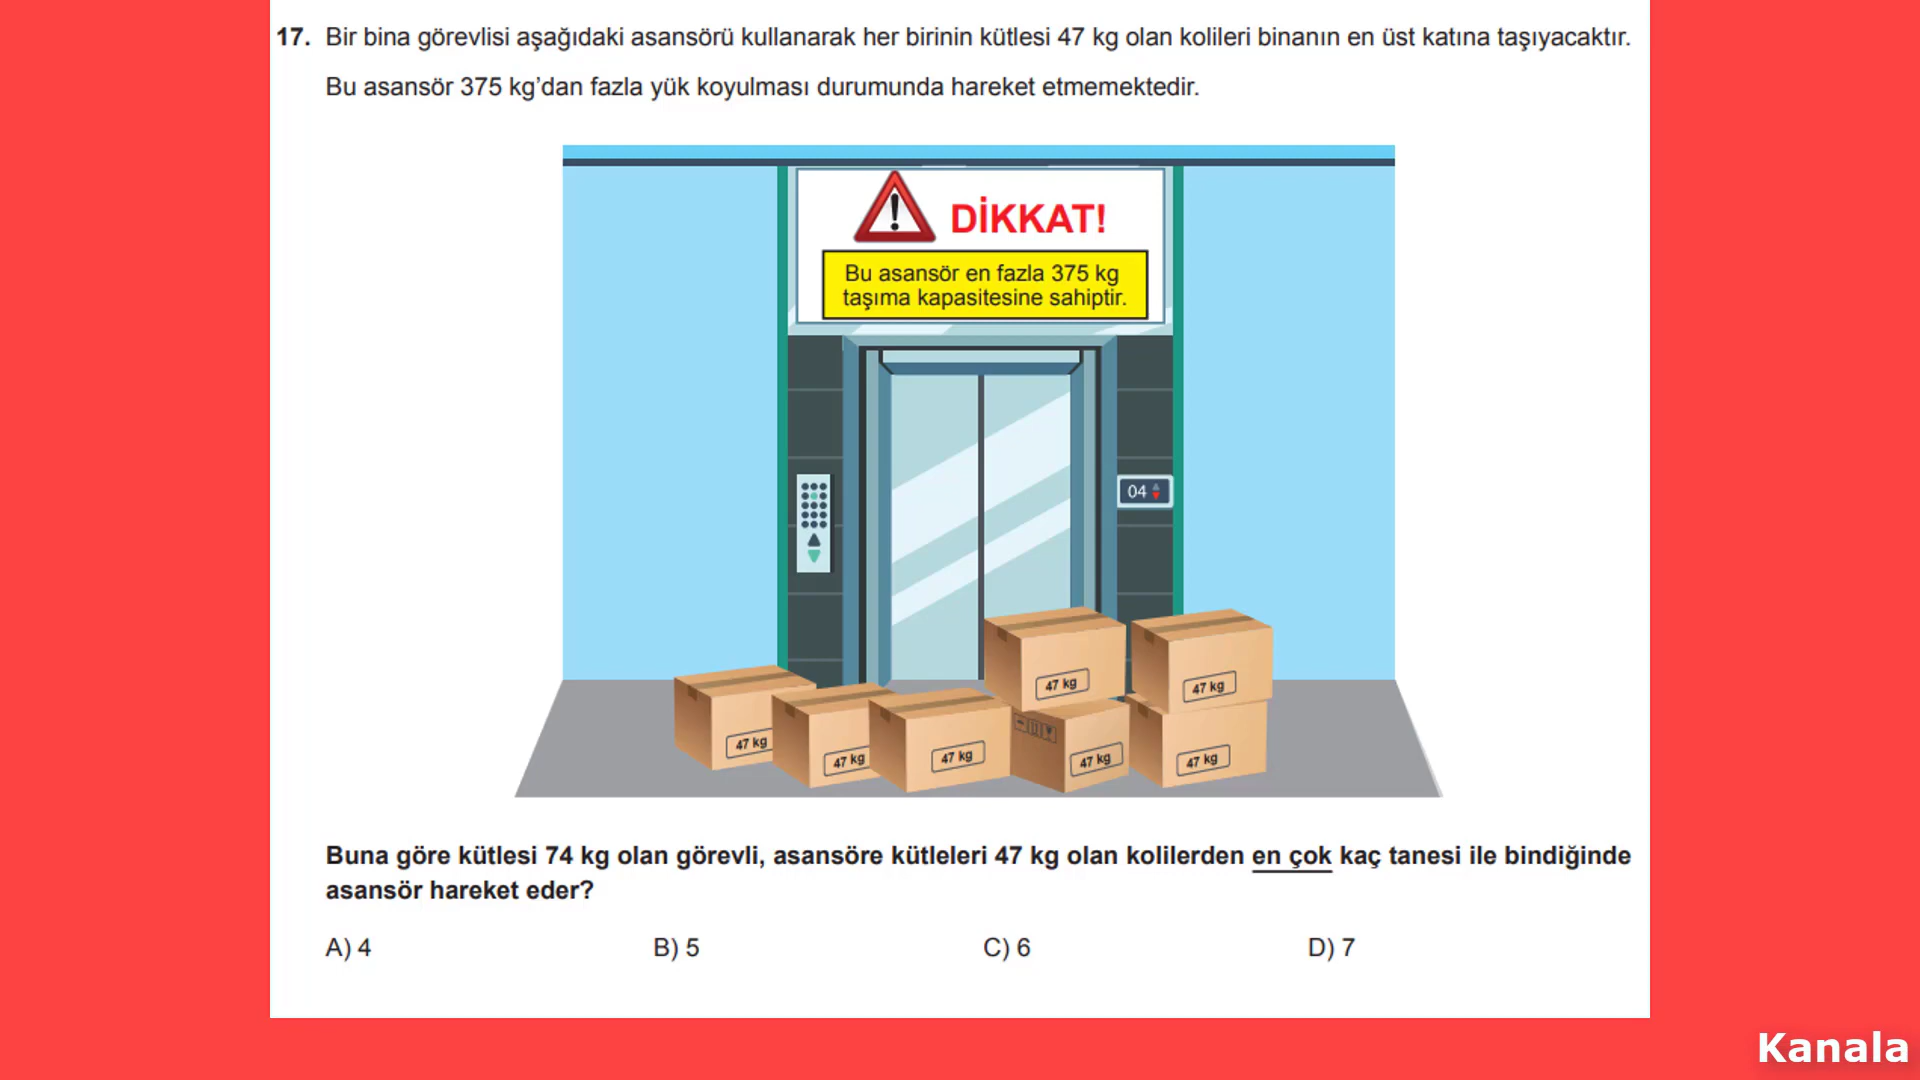 17. Bir bina görevlisi aşağıdaki asansörü kullanarak her birinin kütlesi 47 kg olan kolileri binanın en üst katına taşıyacaktır.
Bu asansör 375 kg’dan fazla yük koyulması durumunda hareket etmemektedir.
DİKKAT!
Bu asansör en fazla 375 kg
taşıma kapasitesine sahiptir.
04
47 kg
47 kg
47 kg
47 kg
47 kg
47 kg
47 kg
Buna göre kütlesi 74 kg olan görevli, asansöre kütleleri 47 kg olan kolilerden en çok kaç tanesi ile bindiğinde
asansör hareket eder?
A) 4 B) 5 C) 6 D) 7
Kanala